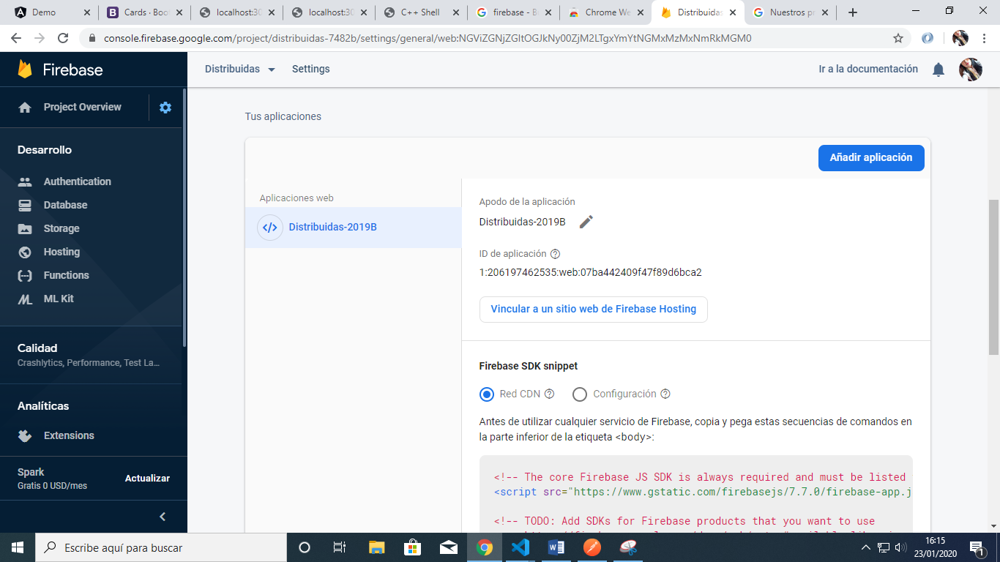 Demo
Cards · Boo
localhost:30
localhost:30
C++ Shell
firebase - B
Chrome We
Distribuidas
Nuestros pr
console.firebase.google.com/project/distribuidas-7482b/settings/general/web:NGViZGNjZGItOGJkNy00ZjM2LTgxYmYtNGMxMzMxNmRkMGM0
Firebase
Distribuidas
Settings
Ir a la documentación
Project Overview
Desarrollo
Authentication
Database
Storage
Hosting
Functions
ML Kit
Calidad
Crashlytics, Performance, Test La...
Analíticas
Extensions
Spark
Gratis 0 USD/mes
Actualizar
Tus aplicaciones
Añadir aplicación
Aplicaciones web
Distribuidas-2019B
Apodo de la aplicación
Distribuidas-2019B
ID de aplicación
1:206197462535:web:07ba442409f47f89d6bca2
Vincular a un sitio web de Firebase Hosting
Firebase SDK snippet
Red CDN
Configuración
Antes de utilizar cualquier servicio de Firebase, copia y pega estas secuencias de comandos en
la parte inferior de la etiqueta <body>:
<!-- The core Firebase JS SDK is always required and must be listed
<script src="https://www.gstatic.com/firebasejs/7.7.0/firebase-app.j
<!-- TODO: Add SDKs for Firebase products that you want to use
Escribe aquí para buscar
16:15
23/01/2020
1